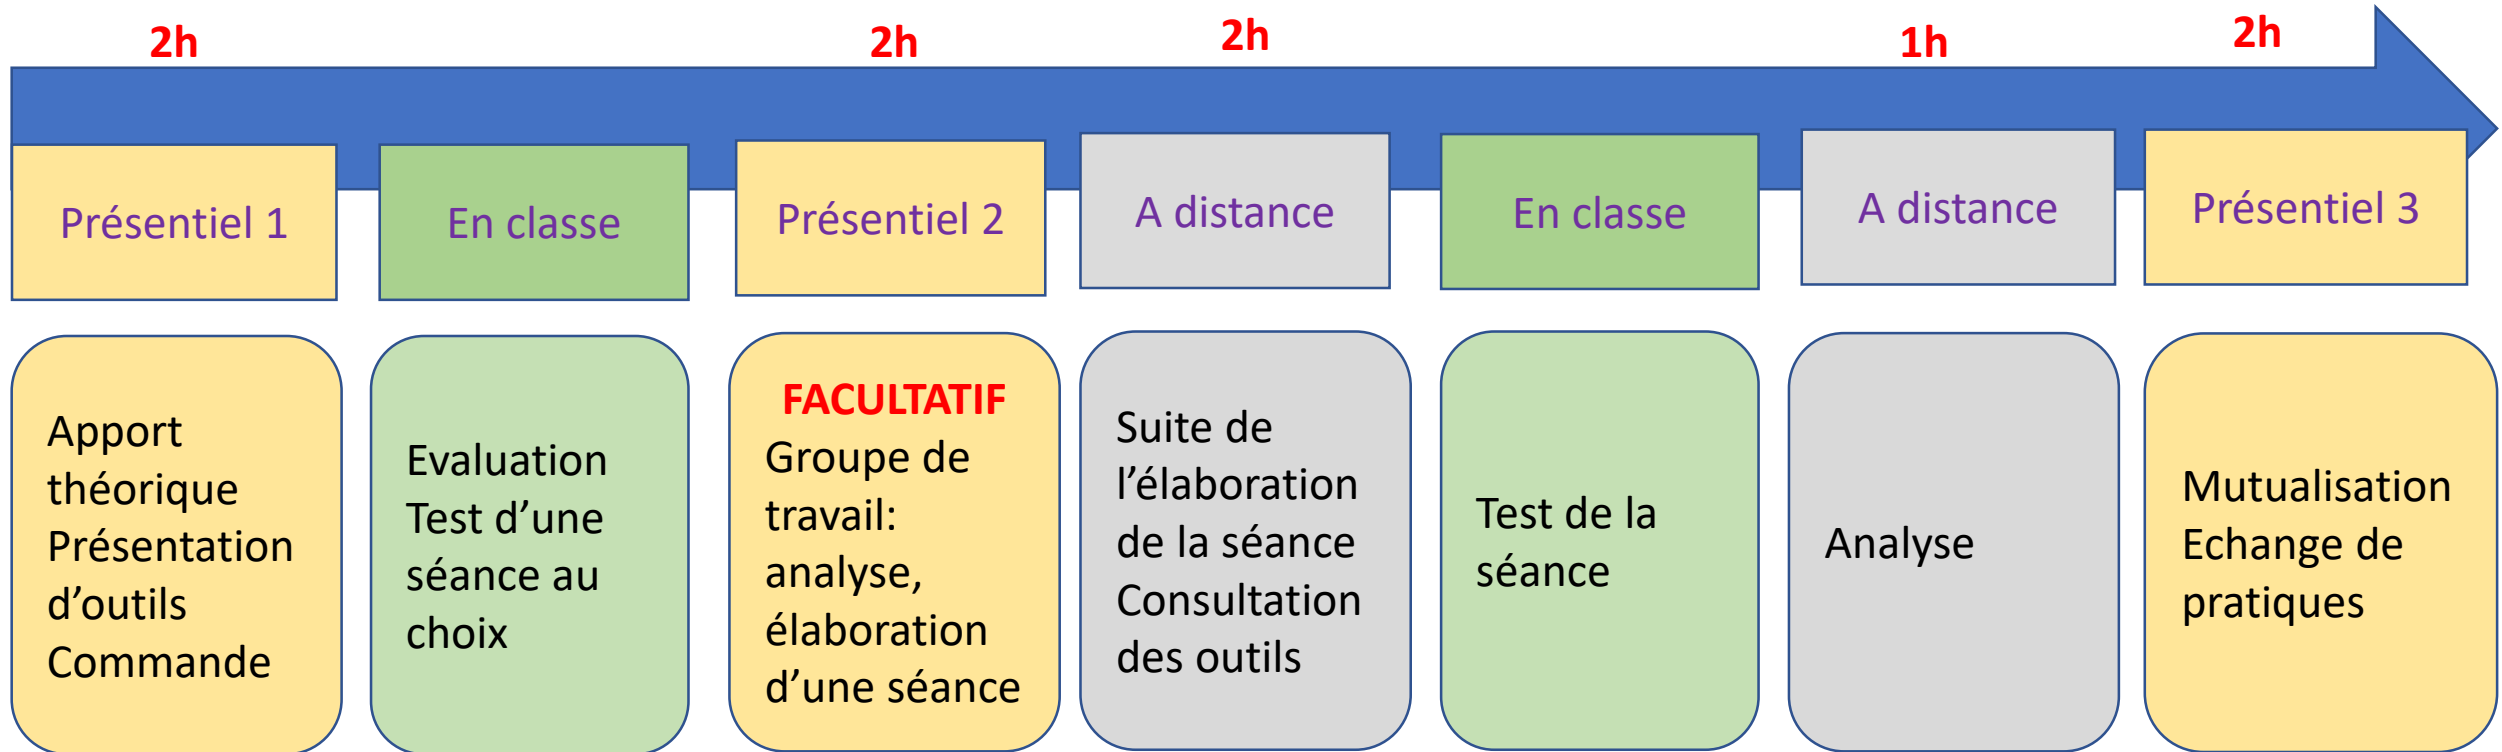 2h
2h
2h
1h
2h
Présentiel 1
En classe
Présentiel 2
A distance
En classe
A distance
Présentiel 3
Apport
théorique
Présentation
d’outils
Commande
Evaluation
Test d’une
séance au
choix
FACULTATIF
Groupe de
travail:
analyse,
élaboration
d’une séance
Suite de
l’élaboration
de la séance
Consultation
des outils
Test de la
séance
Analyse
Mutualisation
Echange de
pratiques